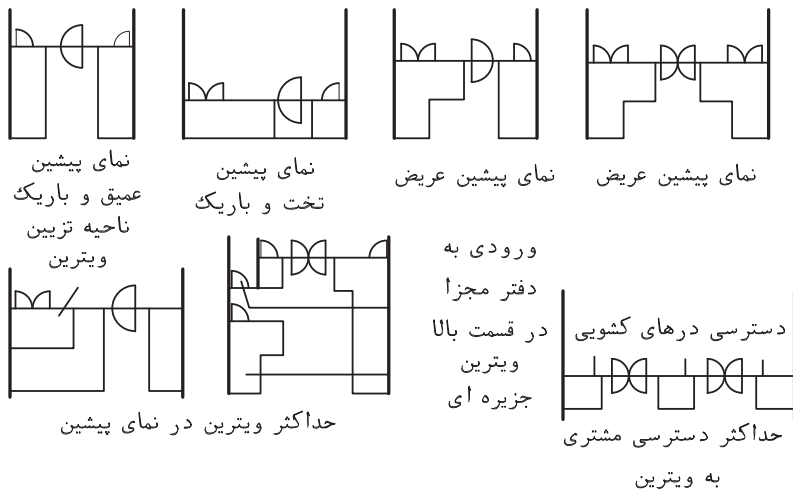 نمای پیشین
عمیق و باریک
ناحیه تزیین
ویترین
نمای پیشین
تخت و باریک
نمای پیشین عریض
نمای پیشین عریض
ورودی به
دفتر مجزا
در قسمت بالا
ویترین
جزیره ای
دسترسی درهای کشویی
حداکثر ویترین در نمای پیشین
حداکثر دسترسی مشتری
به ویترین